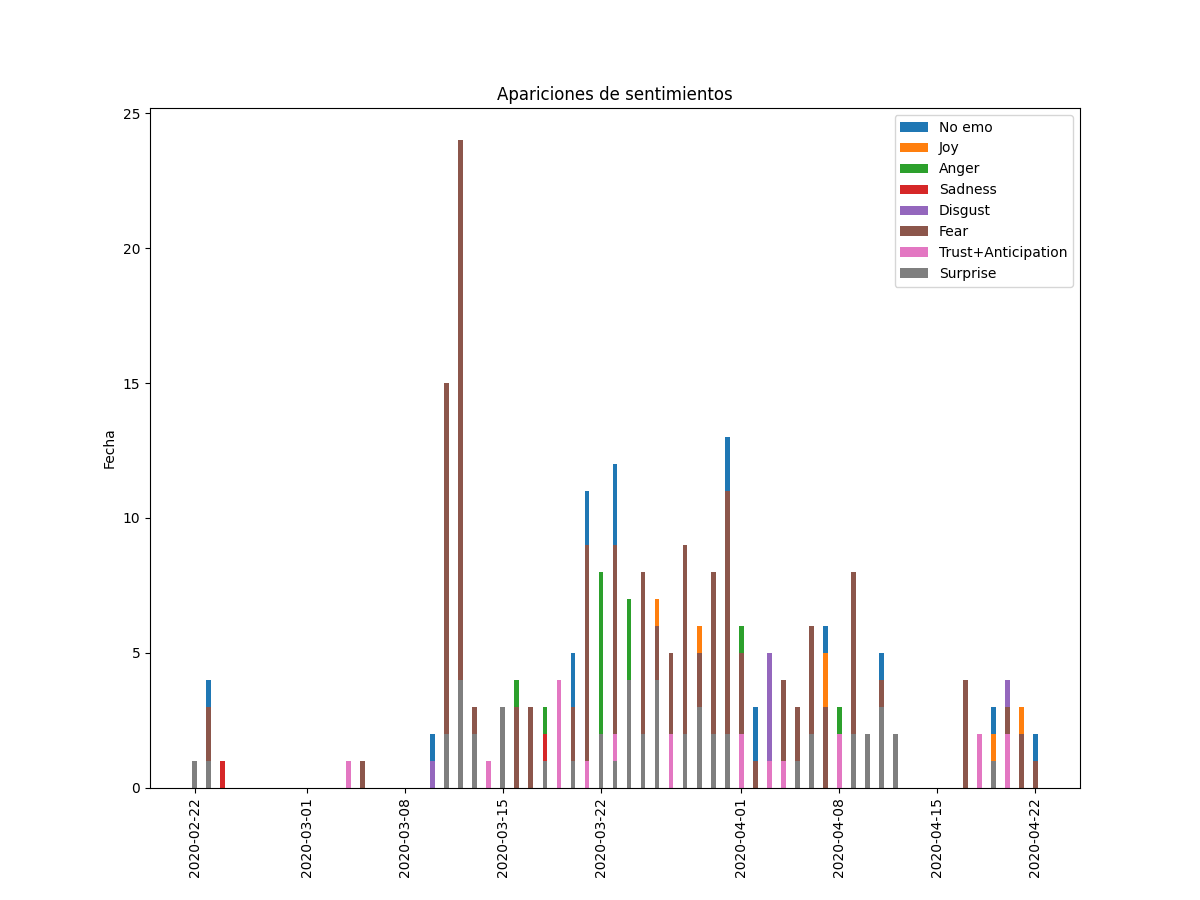 Apariciones de sentimientos
25
20
15
10
5
0
Fecha
No emo
Joy
Anger
Sadness
Disgust
Fear
Trust+Anticipation
Surprise
2020-02-22
2020-03-01
2020-03-08
2020-03-15
2020-03-22
2020-04-01
2020-04-08
2020-04-15
2020-04-22